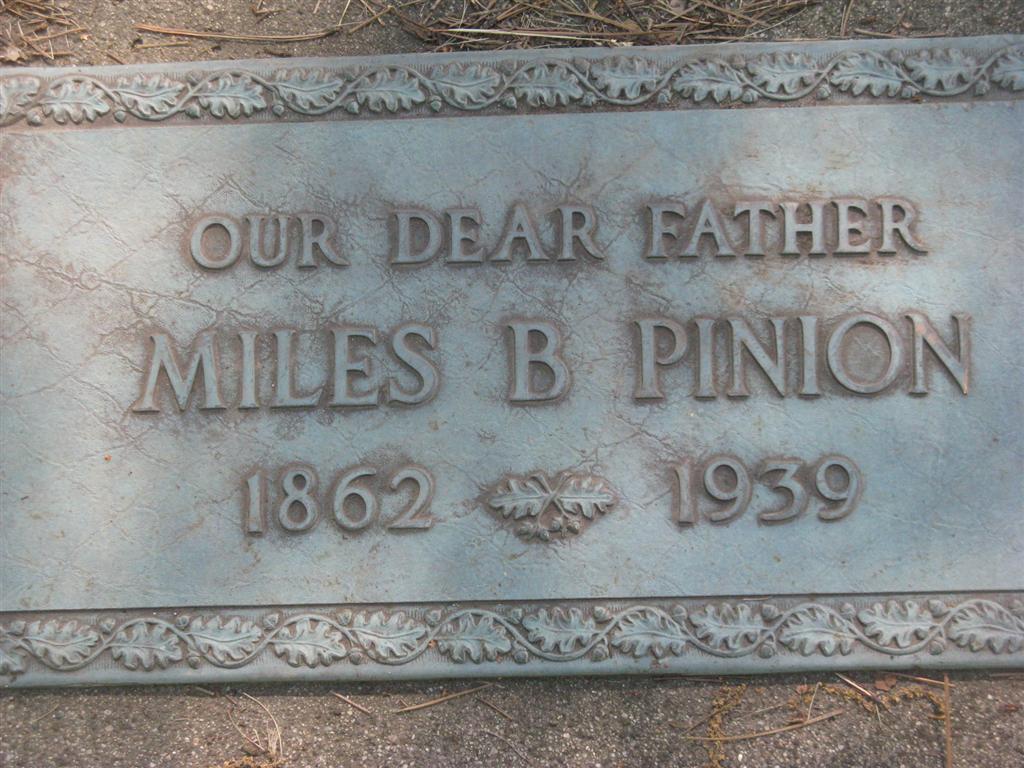 OUR DEAR FATHER
MILES B PINION
1862 1939